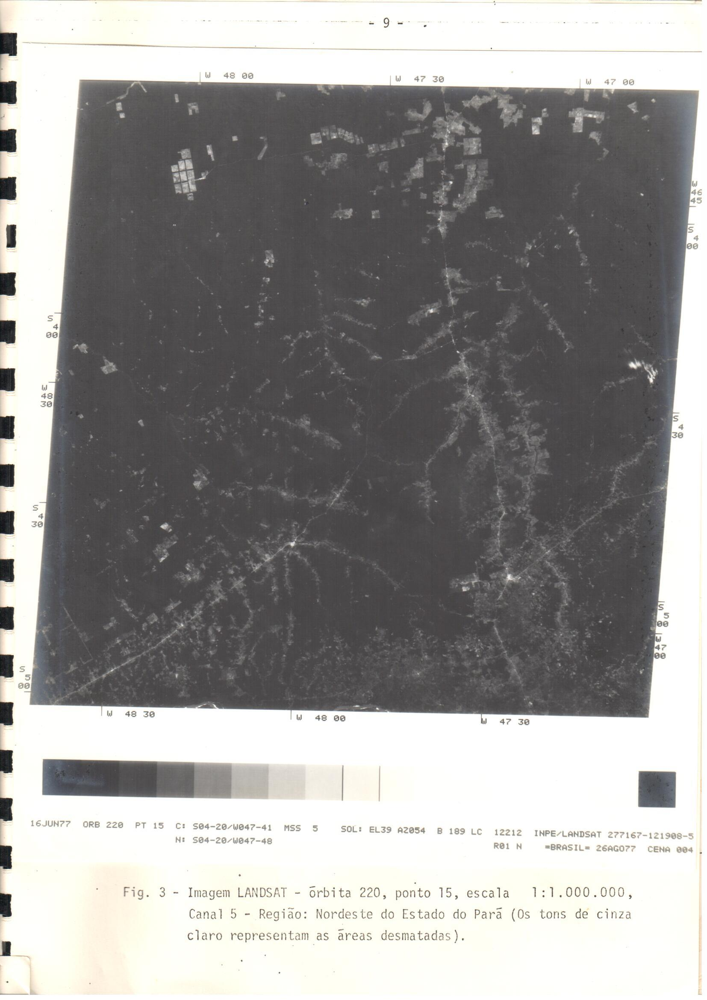 - 9 -
W 48 00
W 47 30
W 47 00
W
46
45
S
4
00
S
4
00
W
48
30
S
4
30
S
4
30
S
5
00
W
47
00
S
5
00
W 48 30
W 48 00
W 47 30
16JUN77 ORB 220 PT 15 C: S04-20/W047-41 MSS 5 SOL: EL39 AZ054 B 189 LC 12212 INPE/LANDSAT 277167-121908-5
N: S04-20/W047-48 R01 N =BRASIL= 26AGO77 CENA 004
Fig. 3 - Imagem LANDSAT - órbita 220, ponto 15, escala 1:1.000.000,
Canal 5 - Região: Nordeste do Estado do Pará (Os tons de cinza
claro representam as áreas desmatadas).